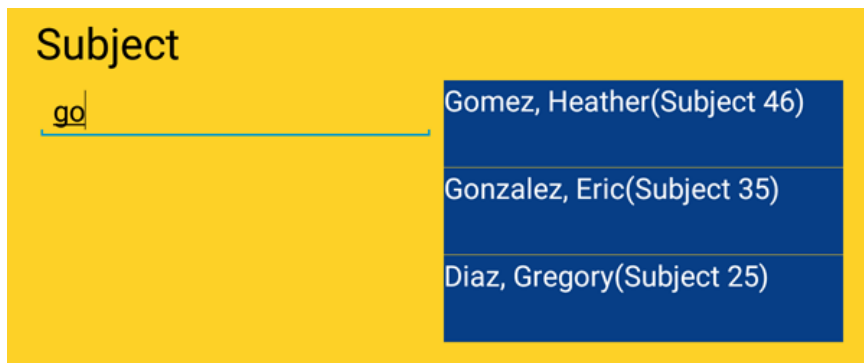 Subject
go
Gomez, Heather(Subject 46)
Gonzalez, Eric(Subject 35)
Diaz, Gregory(Subject 25)